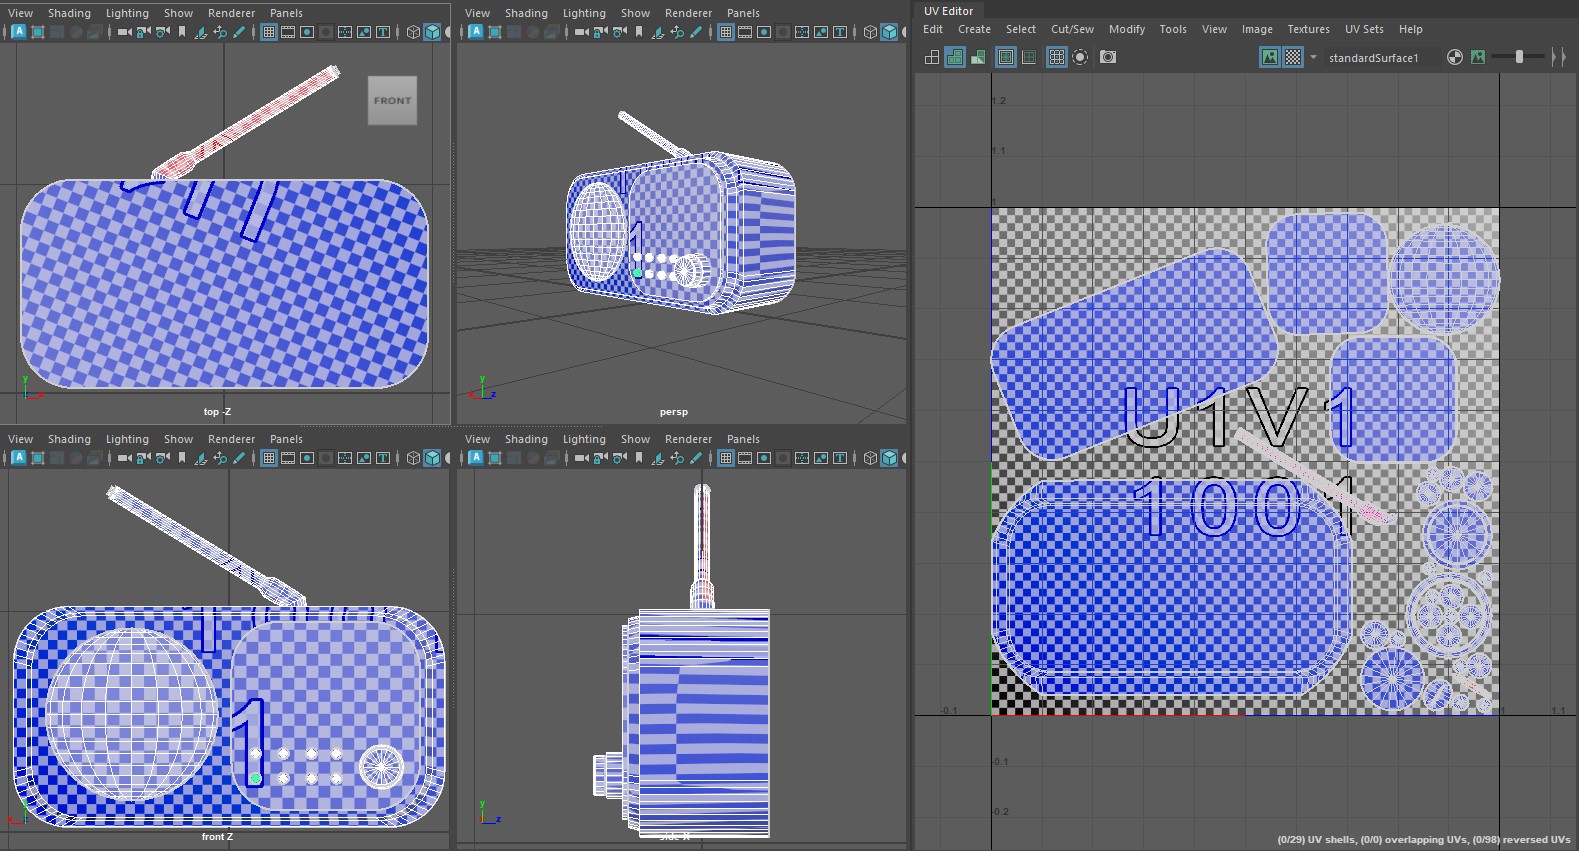 View Shading Lighting Show Renderer Panels
View Shading Lighting Show Renderer Panels
UV Editor
Edit Create Select Cut/Sew Modify Tools View Image Textures UV Sets Help
standardSurface1
FRONT
1.2
1.1
1
y
x
top -Z
y
x z
persp
1
U1V1
1001
View Shading Lighting Show Renderer Panels
View Shading Lighting Show Renderer Panels
1
front Z
y
z
side -X
-0.1
1
1.1
-0.1
-0.2
(0/29) UV shells, (0/0) overlapping UVs, (0/98) reversed UVs